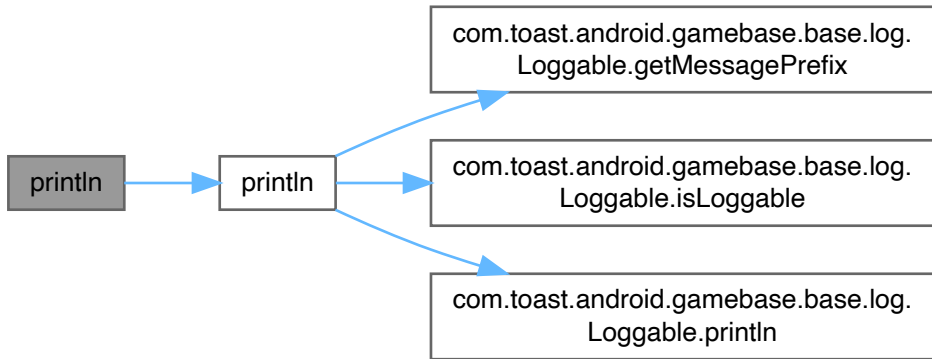 println
println
com.toast.android.gamebase.base.log.
Loggable.getMessagePrefix
com.toast.android.gamebase.base.log.
Loggable.isLoggable
com.toast.android.gamebase.base.log.
Loggable.println